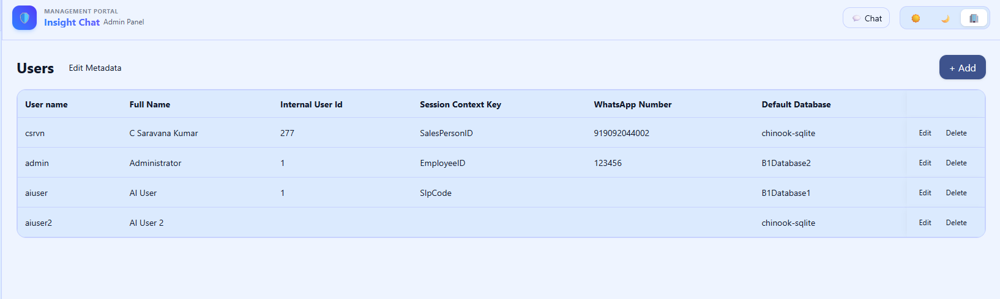 MANAGEMENT PORTAL
Insight Chat Admin Panel
Chat
Users Edit Metadata
+ Add
User name Full Name Internal User Id Session Context Key WhatsApp Number Default Database
csrvn C Saravana Kumar 277 SalesPersonID 919092044002 chinook-sqlite Edit Delete
admin Administrator 1 EmployeeID 123456 B1Database2 Edit Delete
aiuser AI User 1 SlpCode B1Database1 Edit Delete
aiuser2 AI User 2 chinook-sqlite Edit Delete